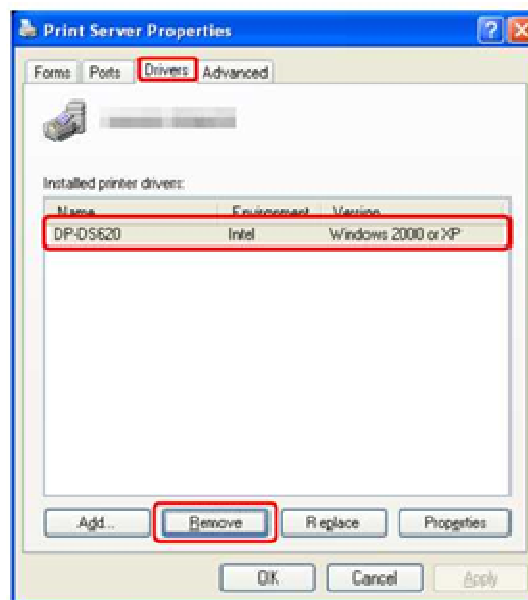 Print Server Properties
Forms Ports Drivers Advanced
Installed printer drivers:
Name Environment Version
DP-DS620 Intel Windows 2000 or XP
Add... Remove Replace Properties
OK Cancel Apply